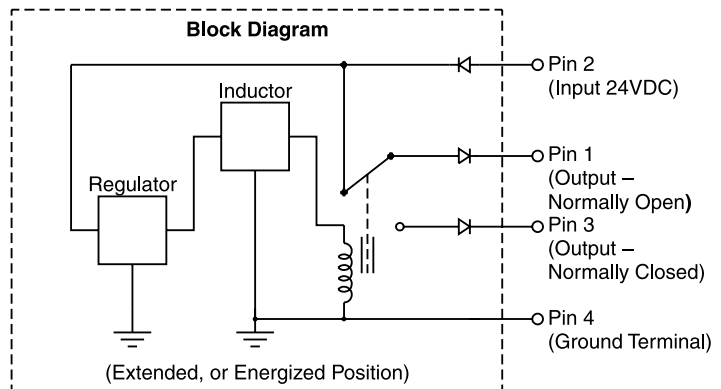 Block Diagram
Inductor
Regulator
Pin 2
(Input 24VDC)
Pin 1
(Output –
Normally Open)
Pin 3
(Output –
Normally Closed)
Pin 4
(Ground Terminal)
(Extended, or Energized Position)